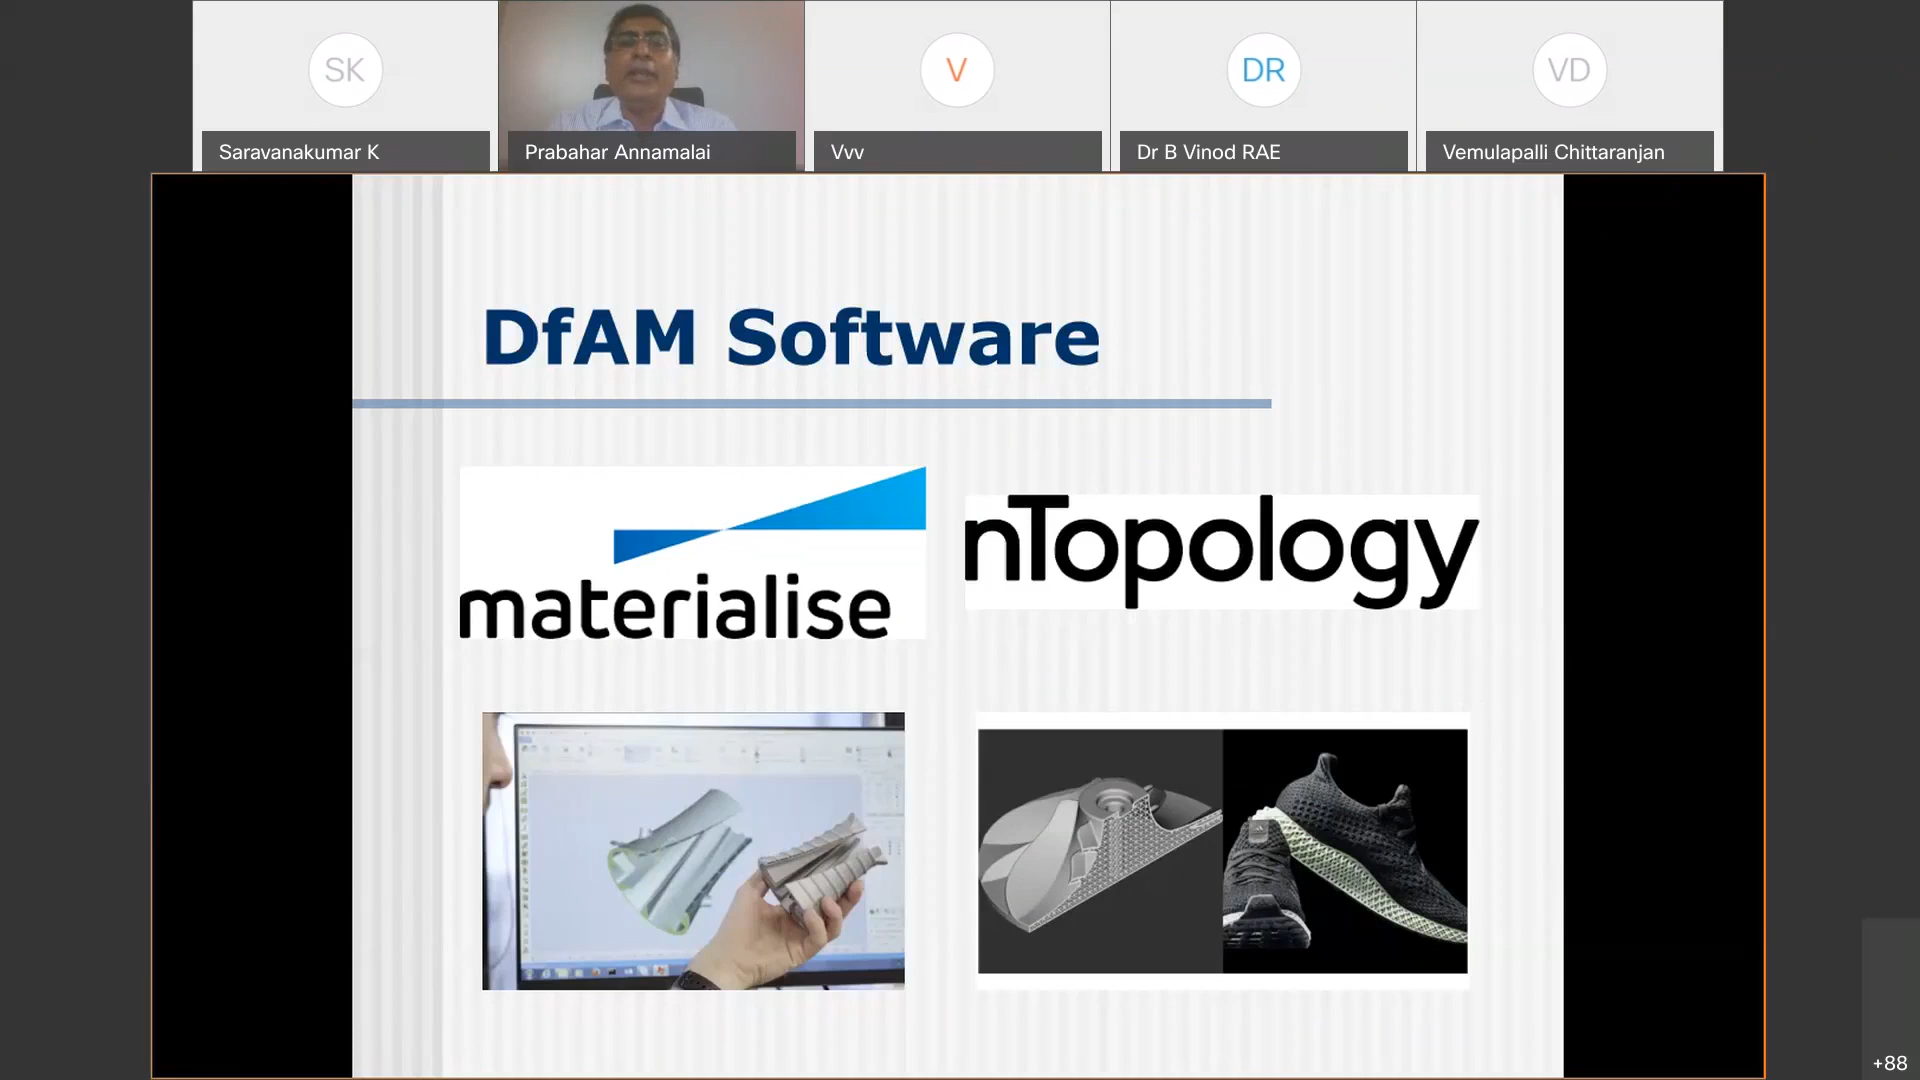 SK
V
DR
VD
Saravanakumar K
Prabahar Annamalai
Vvv
Dr B Vinod RAE
Vemulapalli Chittaranjan
DfAM Software
materialise
nTopology
+88